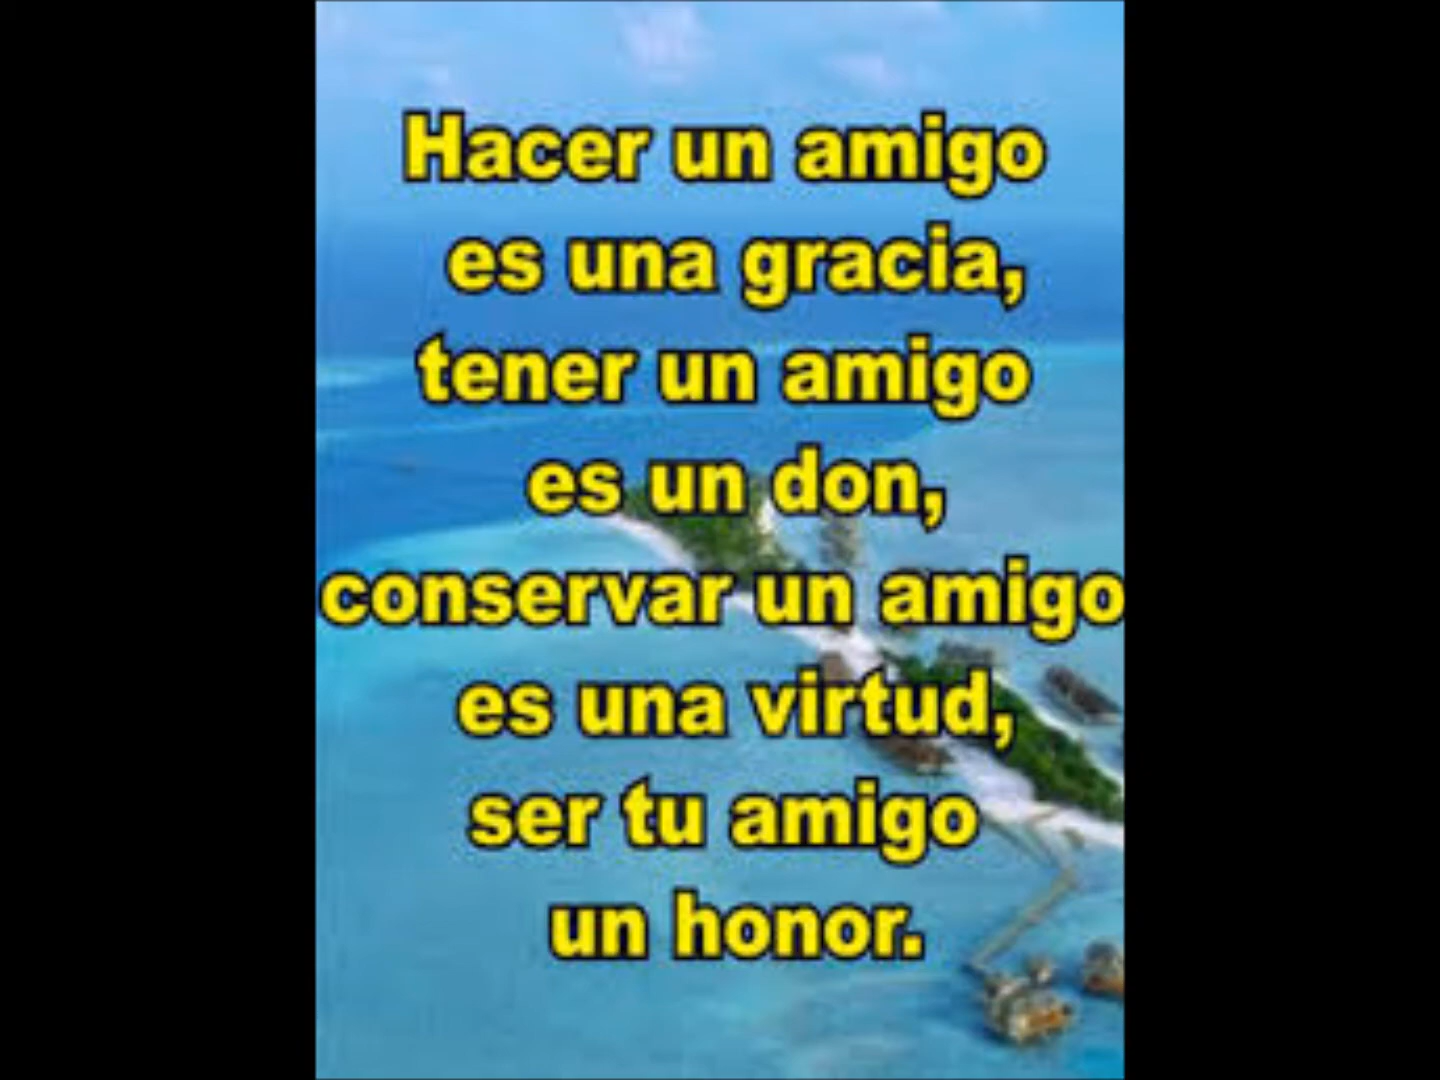 Hacer un amigo
es una gracia,
tener un amigo
es un don,
conservar un amigo
es una virtud,
ser tu amigo
un honor.